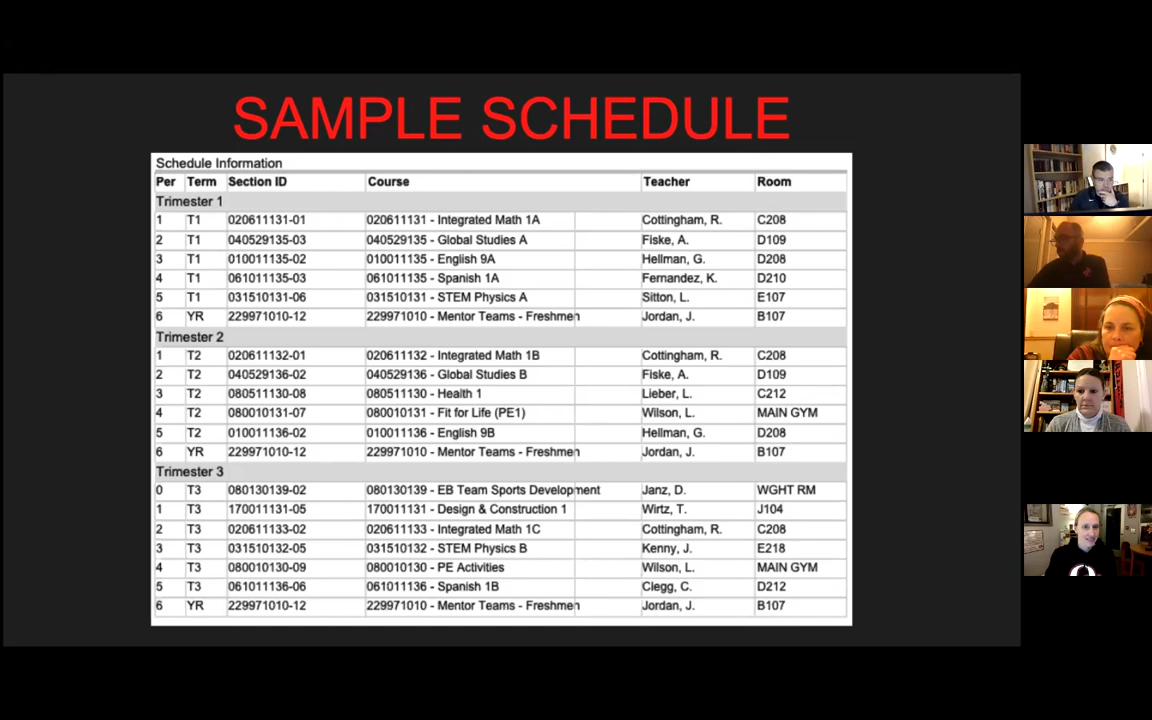 SAMPLE SCHEDULE
Schedule Information
Per Term Section ID Course Teacher Room
Trimester 1
1 T1 020611131-01 020611131 - Integrated Math 1A Cottingham, R. C208
2 T1 040529135-03 040529135 - Global Studies A Fiske, A. D109
3 T1 010011135-02 010011135 - English 9A Hellman, G. D208
4 T1 061011135-03 061011135 - Spanish 1A Fernandez, K. D210
5 T1 031510131-06 031510131 - STEM Physics A Sitton, L. E107
6 YR 229971010-12 229971010 - Mentor Teams - Freshmen Jordan, J. B107
Trimester 2
1 T2 020611132-01 020611132 - Integrated Math 1B Cottingham, R. C208
2 T2 040529136-02 040529136 - Global Studies B Fiske, A. D109
3 T2 080511130-08 080511130 - Health 1 Lieber, L. C212
4 T2 080010131-07 080010131 - Fit for Life (PE1) Wilson, L. MAIN GYM
5 T2 010011136-02 010011136 - English 9B Hellman, G. D208
6 YR 229971010-12 229971010 - Mentor Teams - Freshmen Jordan, J. B107
Trimester 3
0 T3 080130139-02 080130139 - EB Team Sports Development Janz, D. WGHT RM
1 T3 170011131-05 170011131 - Design & Construction 1 Wirtz, T. J104
2 T3 020611133-02 020611133 - Integrated Math 1C Cottingham, R. C208
3 T3 031510132-05 031510132 - STEM Physics B Kenny, J. E218
4 T3 080010130-09 080010130 - PE Activities Wilson, L. MAIN GYM
5 T3 061011136-06 061011136 - Spanish 1B Clegg, C. D212
6 YR 229971010-12 229971010 - Mentor Teams - Freshmen Jordan, J. B107